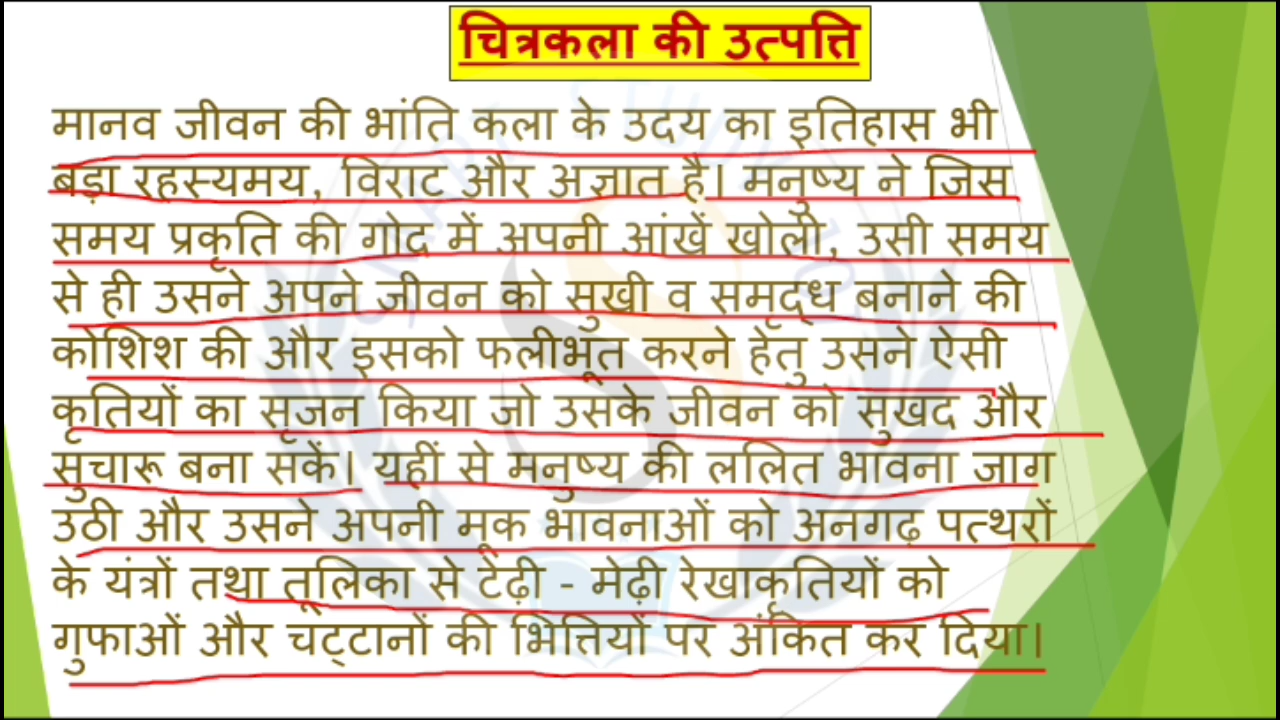 चित्रकला की उत्पत्ति
मानव जीवन की भांति कला के उदय का इतिहास भी
बड़ा रहस्यमय, विराट और अज्ञात है। मनुष्य ने जिस
समय प्रकृति की गोद में अपनी आंखें खोली, उसी समय
से ही उसने अपने जीवन को सुखी व समृद्ध बनाने की
कोशिश की और इसको फलीभूत करने हेतु उसने ऐसी
कृतियों का सृजन किया जो उसके जीवन को सुखद और
सुचारू बना सकें। यहीं से मनुष्य की ललित भावना जाग
उठी और उसने अपनी मूक भावनाओं को अनगढ़ पत्थरों
के यंत्रों तथा तूलिका से टेढ़ी - मेढ़ी रेखाकृतियों को
गुफाओं और चट्टानों की भित्तियों पर अंकित कर दिया।